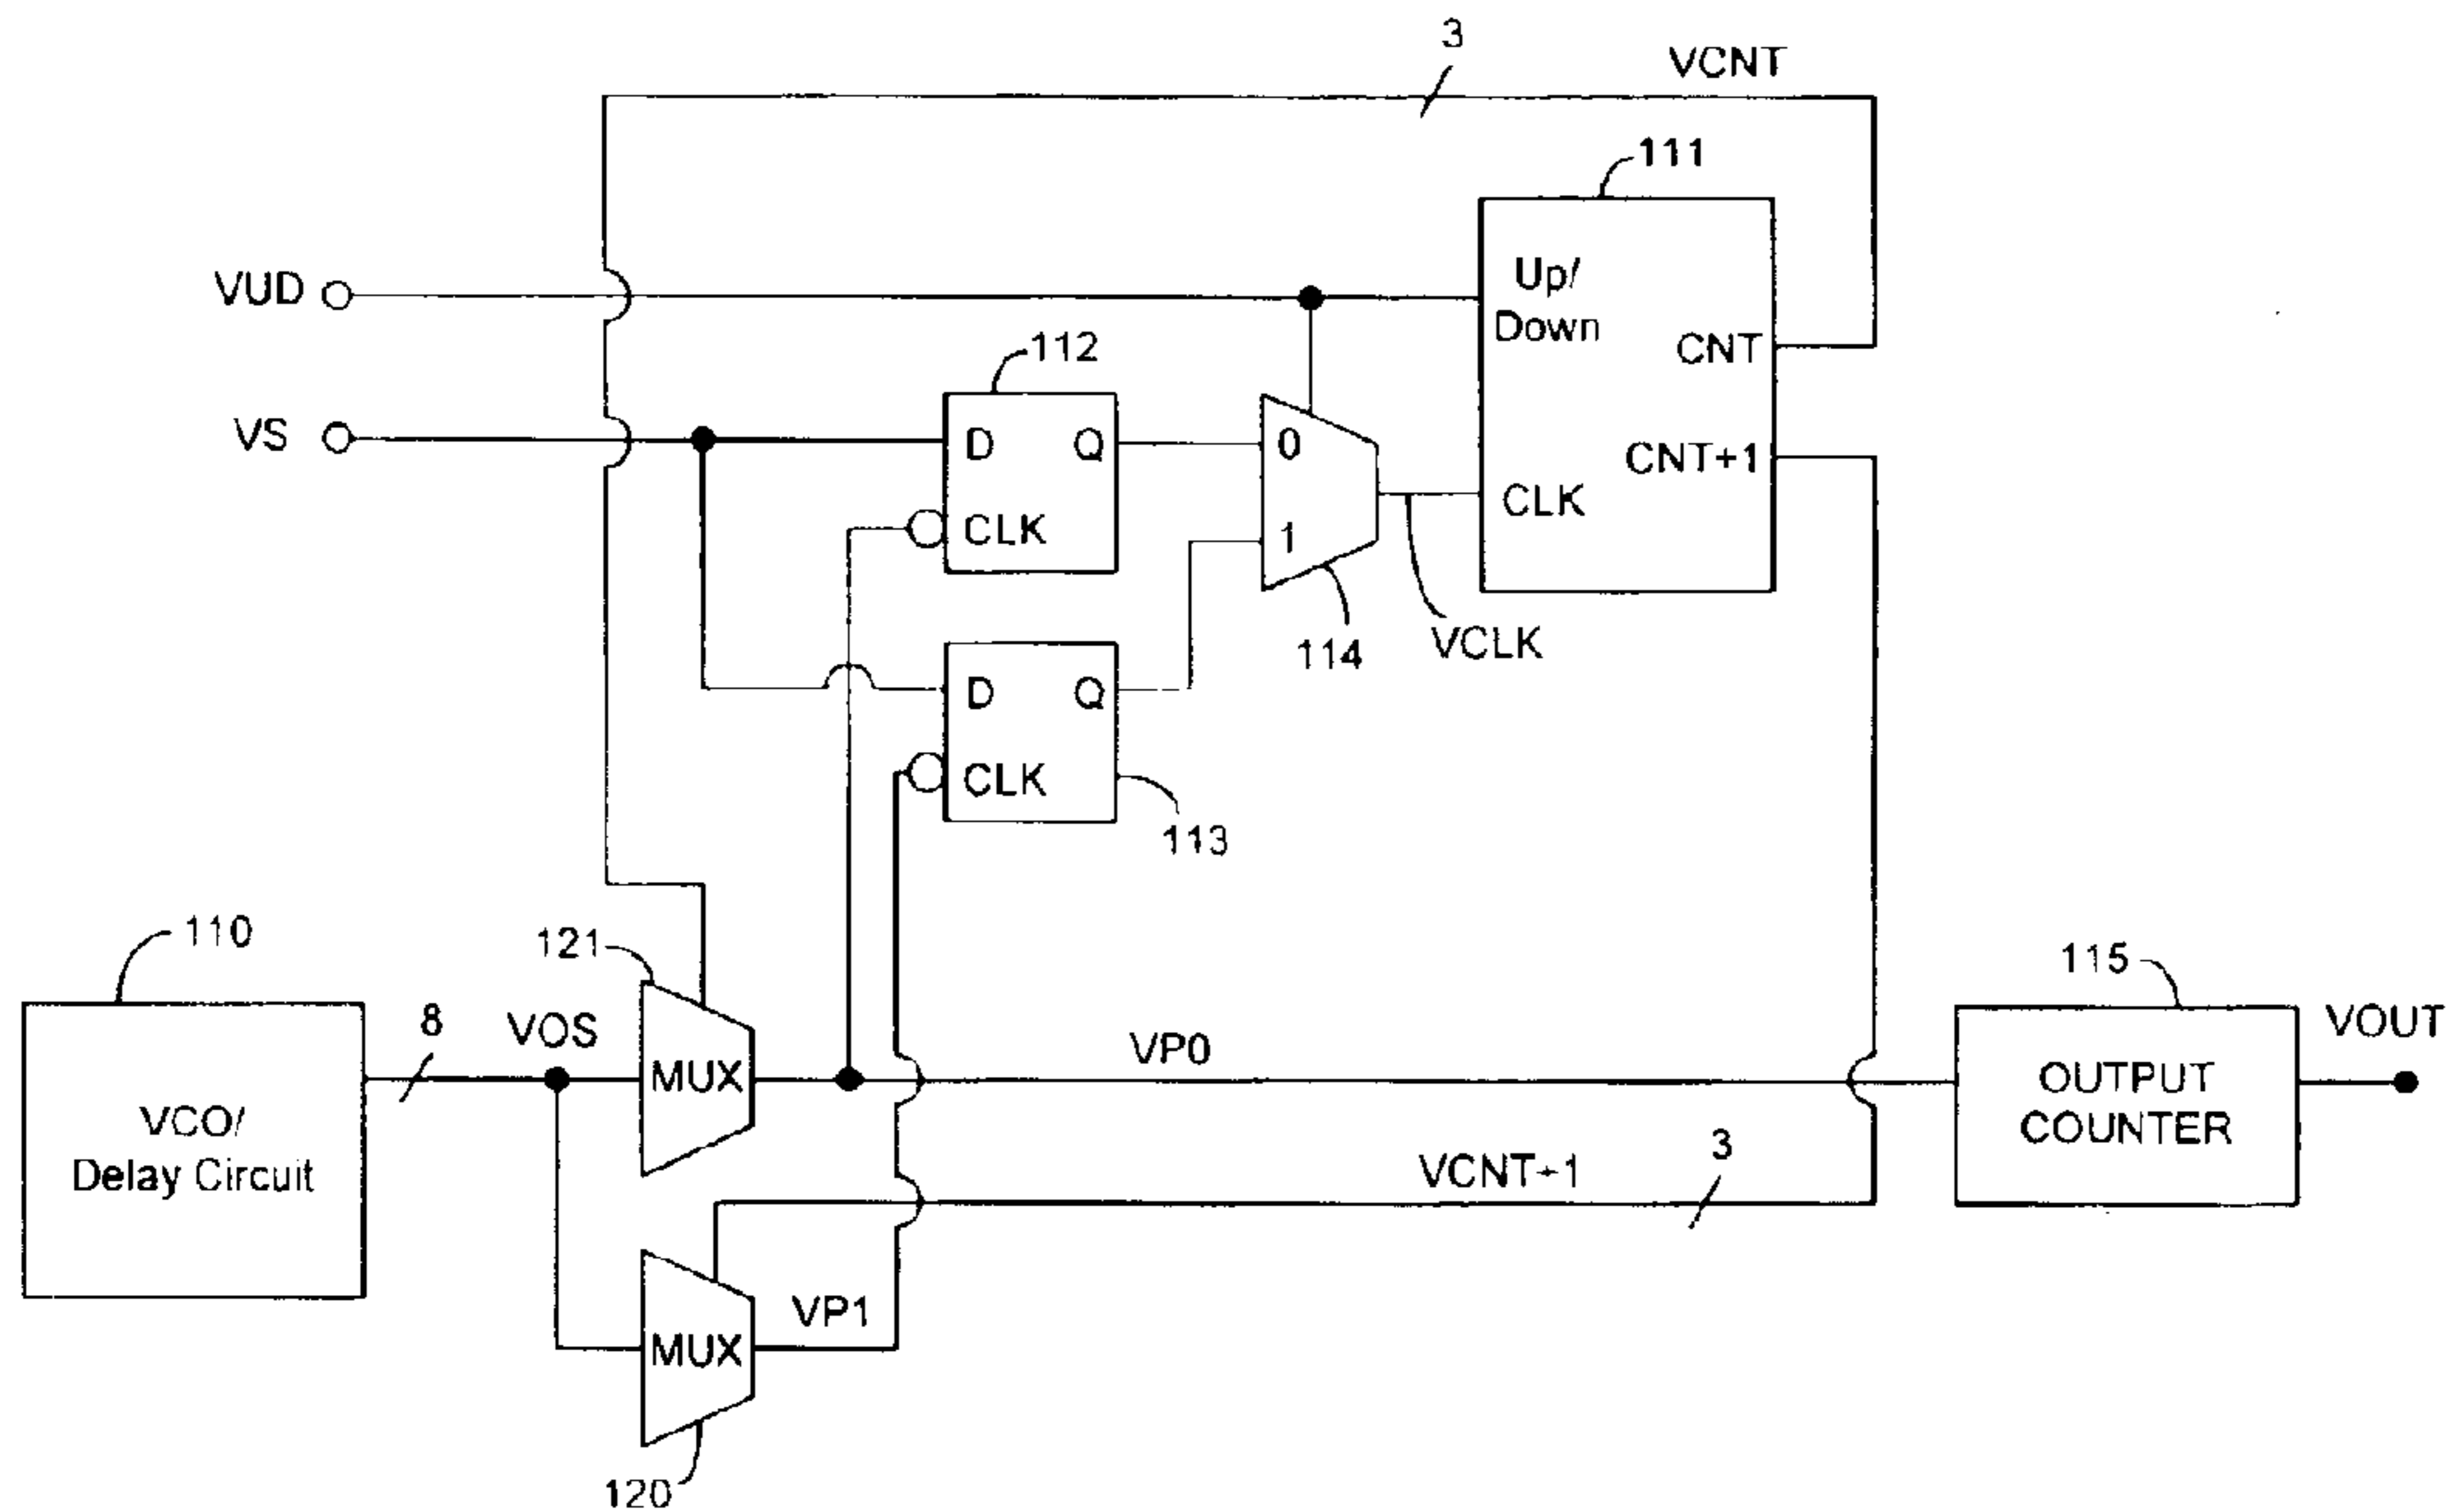 3
VCNT
111
VUD
Up/
Down
112
CNT
VS
D
Q
0
CNT+1
CLK
1
CLK
114
VCLK
D
Q
CLK
113
110
121
115
8
VOS
VP0
VOUT
MUX
OUTPUT
COUNTER
VCO/
Delay Circuit
3
VCNT+1
VP1
MUX
120